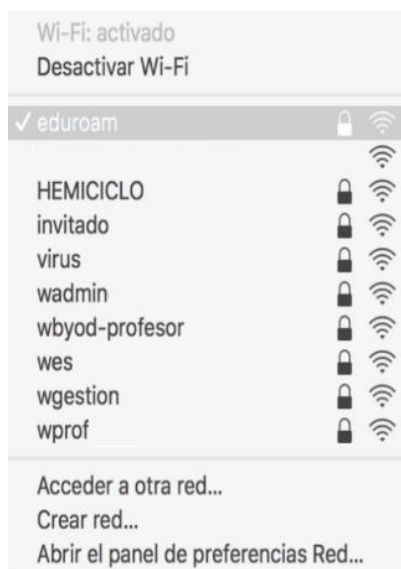 Wi-Fi: activado
Desactivar Wi-Fi
✓ eduroam
HEMICICLO
invitado
virus
wadmin
wbyod-profesor
wes
wgestion
wprof
Acceder a otra red...
Crear red...
Abrir el panel de preferencias Red...